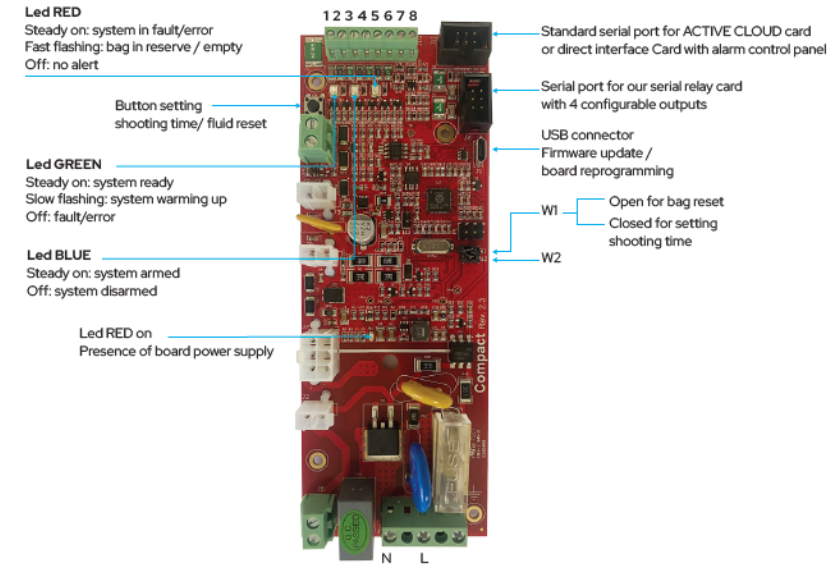 Led RED
Steady on: system in fault/error
Fast flashing: bag in reserve / empty
Off: no alert
1 2 3 4 5 6 7 8
Standard serial port for ACTIVE CLOUD card
or direct interface Card with alarm control panel
Serial port for our serial relay card
with 4 configurable outputs
Button setting
shooting time/ fluid reset
USB connector
Firmware update /
board reprogramming
Led GREEN
Steady on: system ready
Slow flashing: system warming up
Off: fault/error
W1
Open for bag reset
Closed for setting
shooting time
W2
Led BLUE
Steady on: system armed
Off: system disarmed
Led RED on
Presence of board power supply
Compact Rev. 2.3
FUSE
Q.C
PASSED
N
L